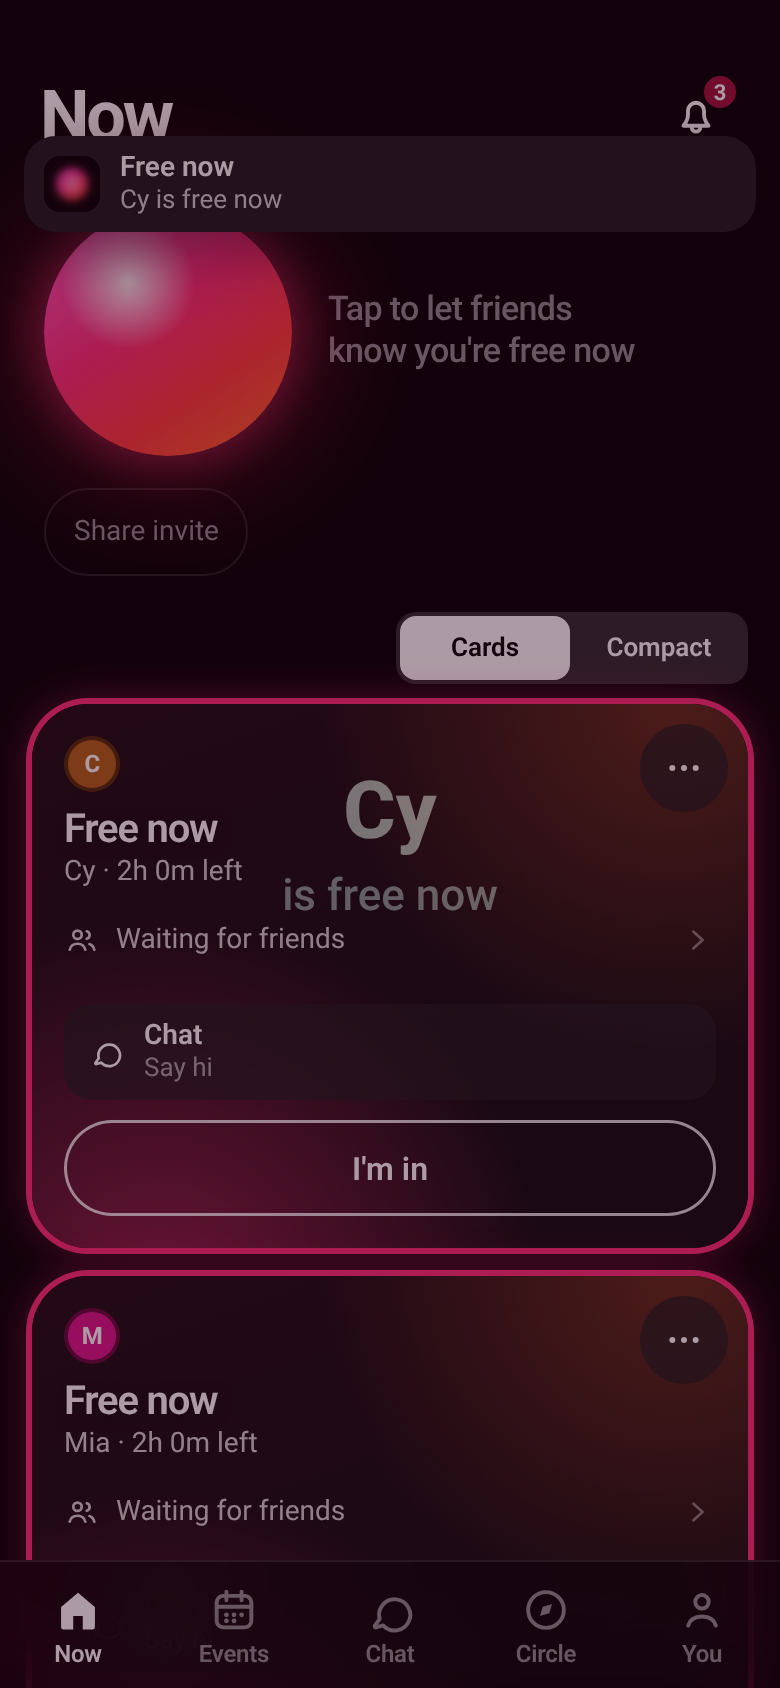 Now
3
Free now
Cy is free now
Tap to let friends
know you're free now
Share invite
Cards
Compact
C
Free now
Cy · 2h 0m left
Cy
is free now
Waiting for friends
Chat
Say hi
I'm in
M
Free now
Mia · 2h 0m left
Waiting for friends
Now
Events
Chat
Circle
You